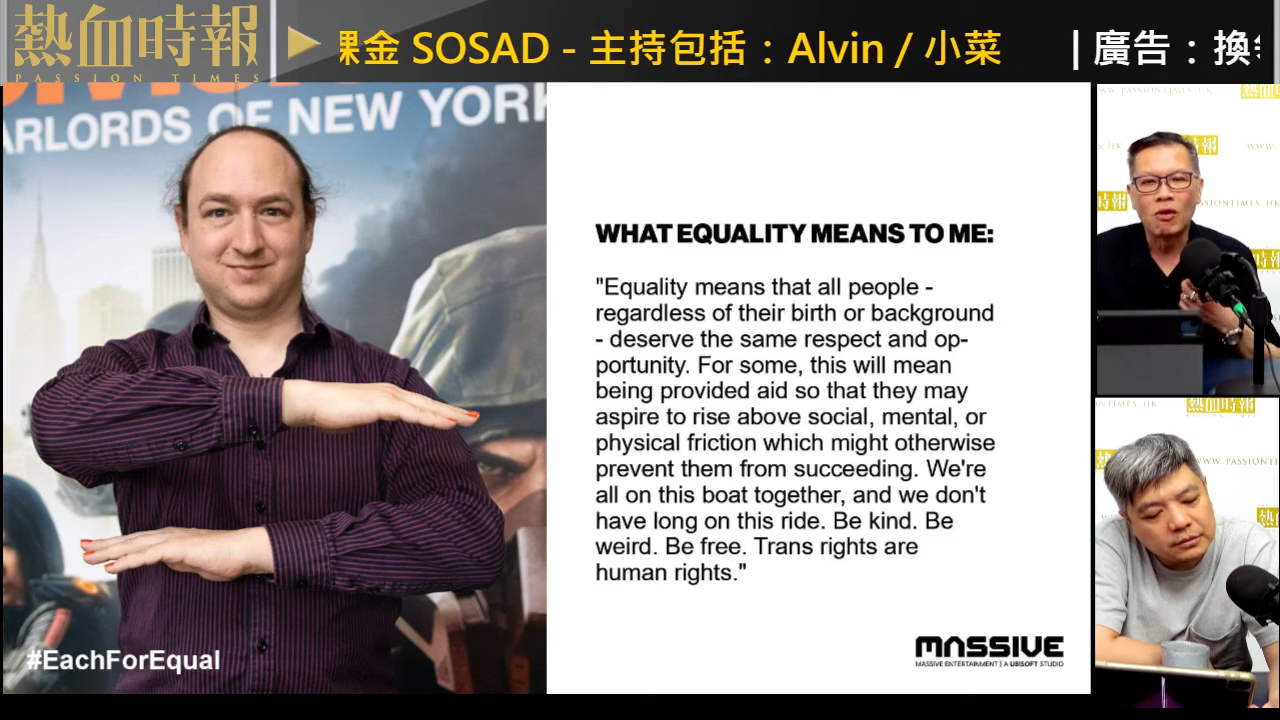 熱血時報
PASSION TIMES
課金 SOSAD - 主持包括：Alvin / 小菜 | 廣告：換
ARLORDS OF NEW YORK
WHAT EQUALITY MEANS TO ME:
"Equality means that all people -
regardless of their birth or background
- deserve the same respect and op-
portunity. For some, this will mean
being provided aid so that they may
aspire to rise above social, mental, or
physical friction which might otherwise
prevent them from succeeding. We're
all on this boat together, and we don't
have long on this ride. Be kind. Be
weird. Be free. Trans rights are
human rights."
#EachForEqual
MASSIVE
MASSIVE ENTERTAINMENT | A UBISOFT STUDIO